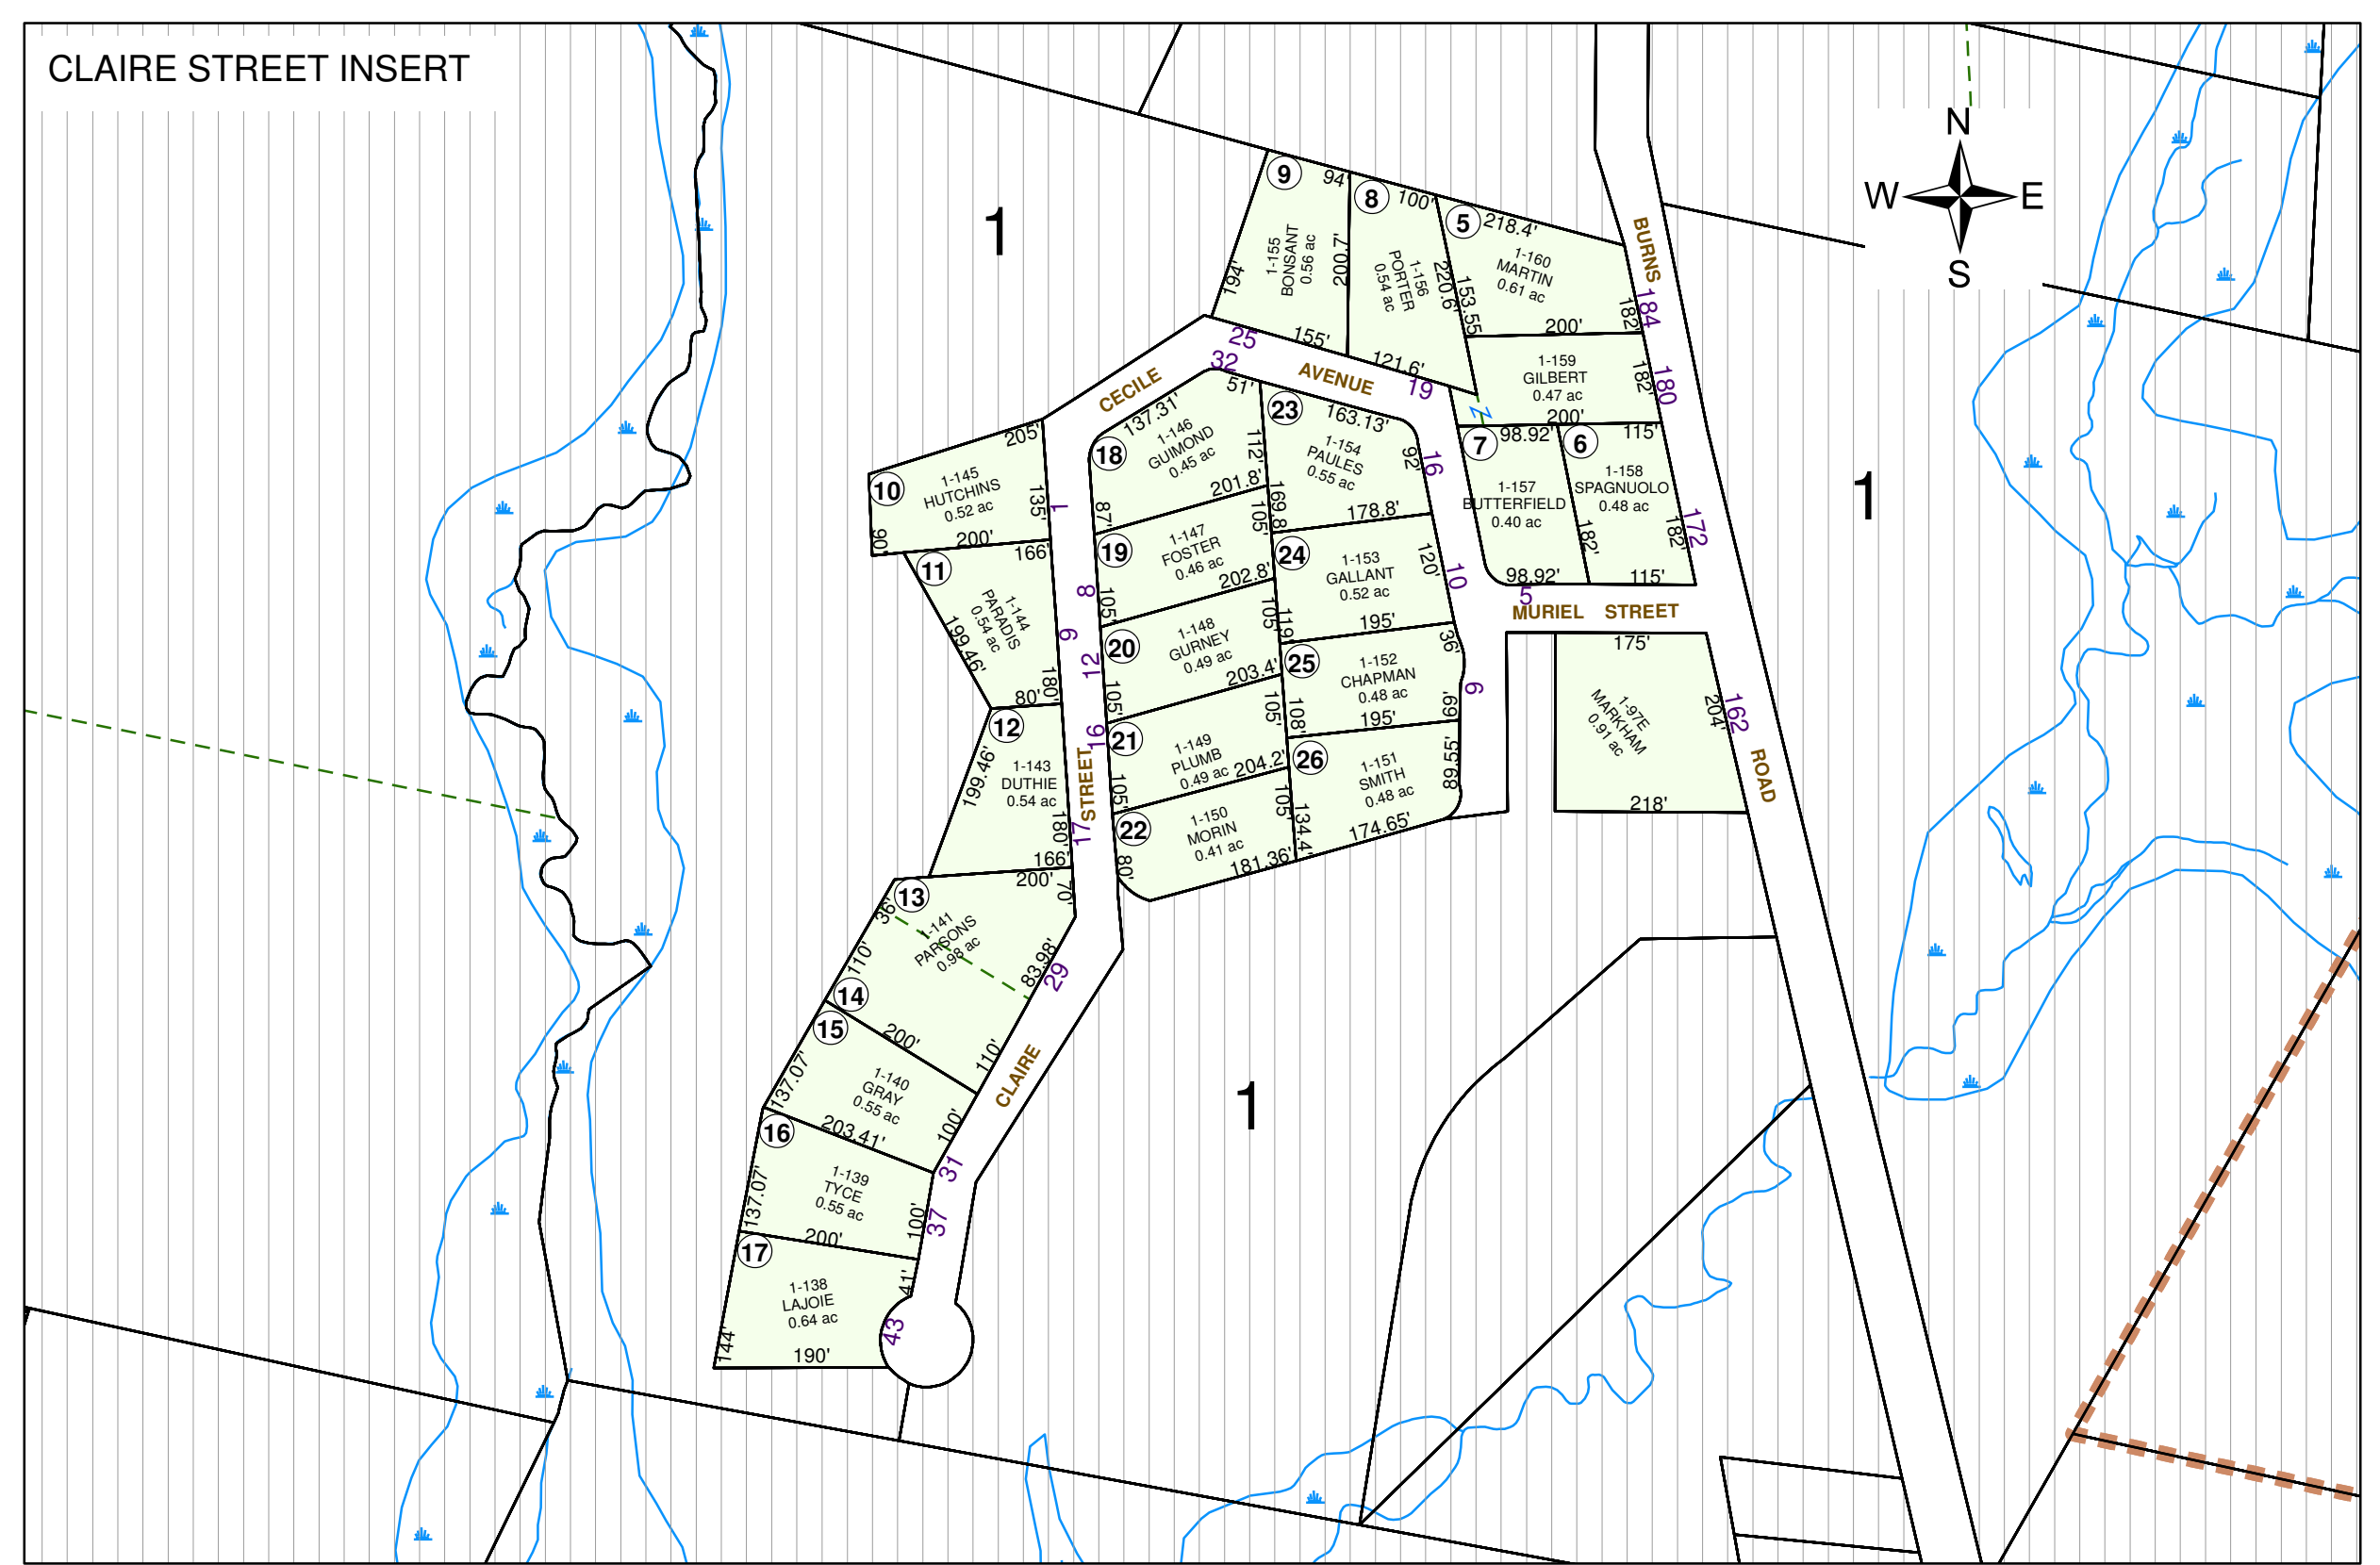 CLAIRE STREET INSERT
N
W E
S
1
1
1
BURNS
ROAD
CECILE
AVENUE
MURIEL STREET
STREET
CLAIRE
9
94'
1-155
BONSANT
0.56 ac
194'
200.7'
155'
25
8
100'
1-156
PORTER
0.54 ac
220.6'
121.6'
19
5
218.4'
1-160
MARTIN
0.61 ac
153.55
182'
200'
184
1-159
GILBERT
0.47 ac
182'
200'
180
Z
7
98.92'
1-157
BUTTERFIELD
0.40 ac
98.92'
5
6
115'
1-158
SPAGNUOLO
0.48 ac
182'
182'
115'
172
175'
1-97E
MARKHAM
0.91 ac
204'
218'
162
10
205'
1-145
HUTCHINS
0.52 ac
135'
90'
200'
1
11
166'
1-144
PARADIS
0.54 ac
199.46'
180'
80'
9
12
1-143
DUTHIE
0.54 ac
199.46'
180'
166'
17
13
200'
70'
36'
1-141
PARSONS
0.98 ac
110'
83.98'
29
14
200'
110'
15
1-140
GRAY
0.55 ac
137.07'
100'
203.41'
31
16
1-139
TYCE
0.55 ac
137.07'
100'
200'
37
17
1-138
LAJOIE
0.64 ac
41'
144'
190'
43
32
51'
18
137.31'
1-146
GUIMOND
0.45 ac
112'
87'
201.8'
19
1-147
FOSTER
0.46 ac
105'
105'
202.8'
8
20
1-148
GURNEY
0.49 ac
105'
105'
203.4'
12
21
1-149
PLUMB
0.49 ac
105'
105'
204.2'
16
22
1-150
MORIN
0.41 ac
105'
80'
181.36'
23
163.13'
1-154
PAULES
0.55 ac
92'
169.8'
178.8'
16
24
1-153
GALLANT
0.52 ac
120'
119'
195'
10
25
1-152
CHAPMAN
0.48 ac
36'
69'
108'
195'
9
26
1-151
SMITH
0.48 ac
89.55'
134.4'
174.65'